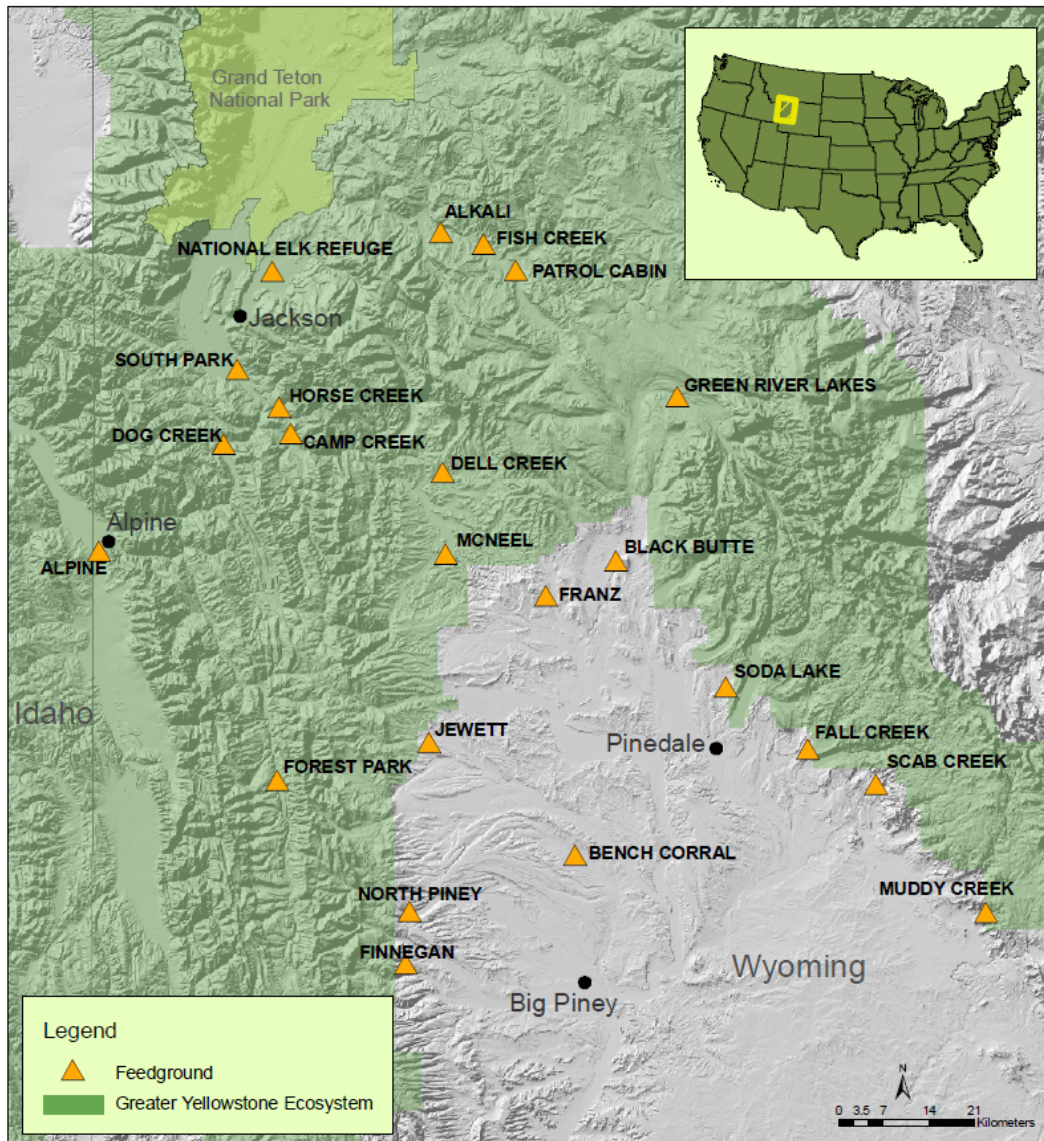 Grand Teton
National Park
ALKALI
FISH CREEK
NATIONAL ELK REFUGE
PATROL CABIN
Jackson
SOUTH PARK
GREEN RIVER LAKES
HORSE CREEK
DOG CREEK
CAMP CREEK
DELL CREEK
Alpine
MCNEEL
BLACK BUTTE
ALPINE
FRANZ
SODA LAKE
Idaho
JEWETT
Pinedale
FALL CREEK
FOREST PARK
SCAB CREEK
BENCH CORRAL
NORTH PINEY
MUDDY CREEK
FINNEGAN
Wyoming
Big Piney
Legend
Feedground
Greater Yellowstone Ecosystem
N
0 3.5 7 14 21
Kilometers